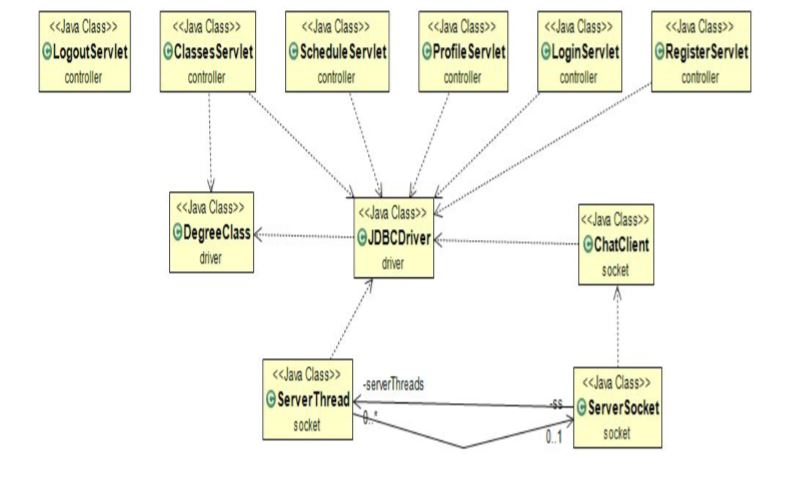 <<Java Class>>
LogoutServlet
controller
<<Java Class>>
ClassesServlet
controller
<<Java Class>>
ScheduleServlet
controller
<<Java Class>>
ProfileServlet
controller
<<Java Class>>
LoginServlet
controller
<<Java Class>>
RegisterServlet
controller
<<Java Class>>
DegreeClass
driver
<<Java Class>>
JDBCDriver
driver
<<Java Class>>
ChatClient
socket
<<Java Class>>
ServerThread
socket
-serverThreads
0..*
-ss
0..1
<<Java Class>>
ServerSocket
socket